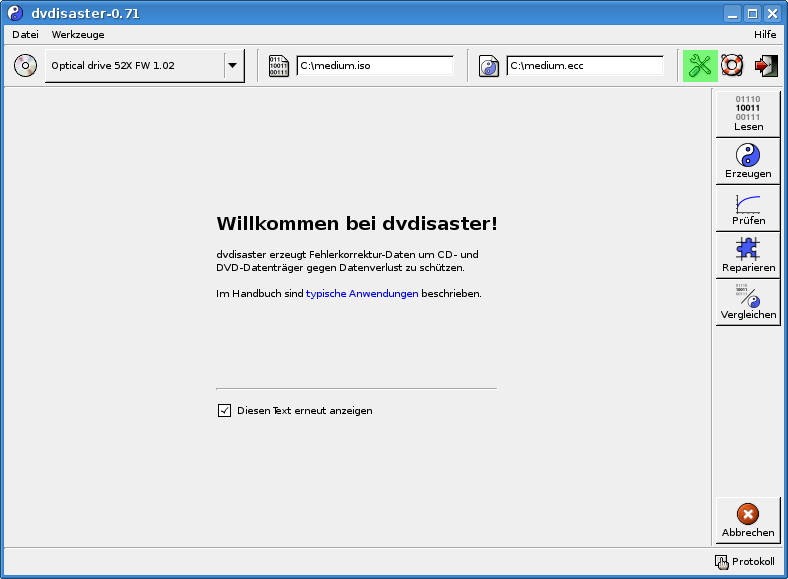 dvdisaster-0.71
Datei Werkzeuge Hilfe
Optical drive 52X FW 1.02 C:\medium.iso C:\medium.ecc
01110
10011
00111
Lesen
Erzeugen
Prüfen
Reparieren
Vergleichen
Willkommen bei dvdisaster!
dvdisaster erzeugt Fehlerkorrektur-Daten um CD- und
DVD-Datenträger gegen Datenverlust zu schützen.
Im Handbuch sind typische Anwendungen beschrieben.
Diesen Text erneut anzeigen
Abbrechen
Protokoll